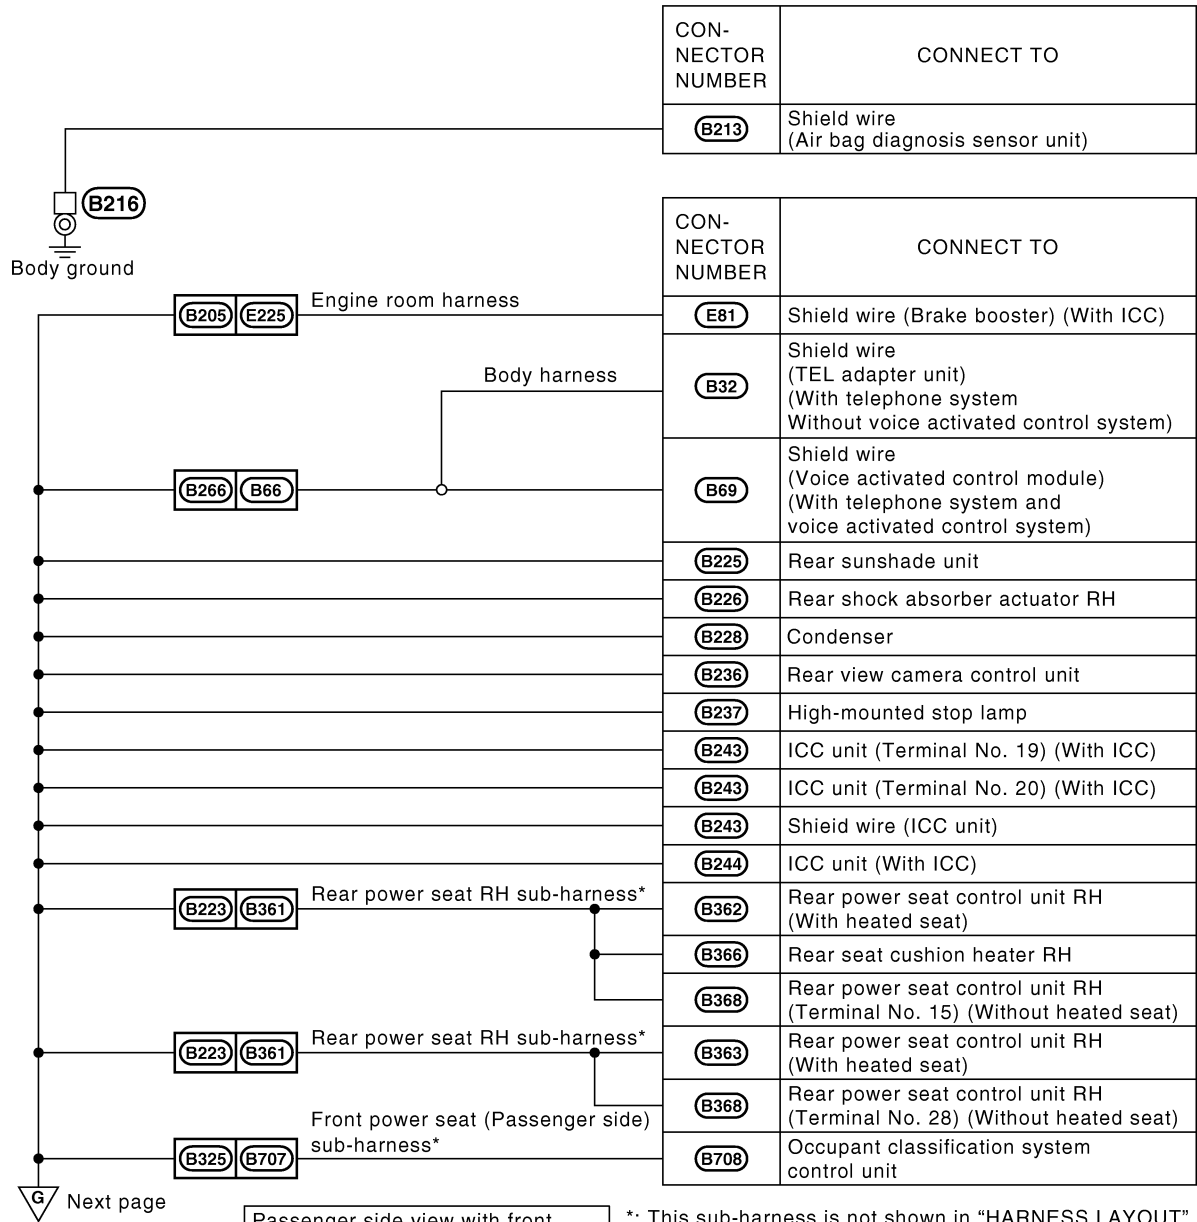 CON-
NECTOR
NUMBER
CONNECT TO
B213
Shield wire
(Air bag diagnosis sensor unit)
B216
Body ground
CON-
NECTOR
NUMBER
CONNECT TO
B205 E225
Engine room harness
E81
Shield wire (Brake booster) (With ICC)
Body harness
B32
Shield wire
(TEL adapter unit)
(With telephone system
Without voice activated control system)
B266 B66
B69
Shield wire
(Voice activated control module)
(With telephone system and
voice activated control system)
B225
Rear sunshade unit
B226
Rear shock absorber actuator RH
B228
Condenser
B236
Rear view camera control unit
B237
High-mounted stop lamp
B243
ICC unit (Terminal No. 19) (With ICC)
B243
ICC unit (Terminal No. 20) (With ICC)
B243
Shieid wire (ICC unit)
B244
ICC unit (With ICC)
B223 B361
Rear power seat RH sub-harness*
B362
Rear power seat control unit RH
(With heated seat)
B366
Rear seat cushion heater RH
B368
Rear power seat control unit RH
(Terminal No. 15) (Without heated seat)
B223 B361
Rear power seat RH sub-harness*
B363
Rear power seat control unit RH
(With heated seat)
B368
Rear power seat control unit RH
(Terminal No. 28) (Without heated seat)
Front power seat (Passenger side)
sub-harness*
B325 B707
B708
Occupant classification system
control unit
G Next page
Passenger side view with front
*: This sub-harness is not shown in “HARNESS LAYOUT”